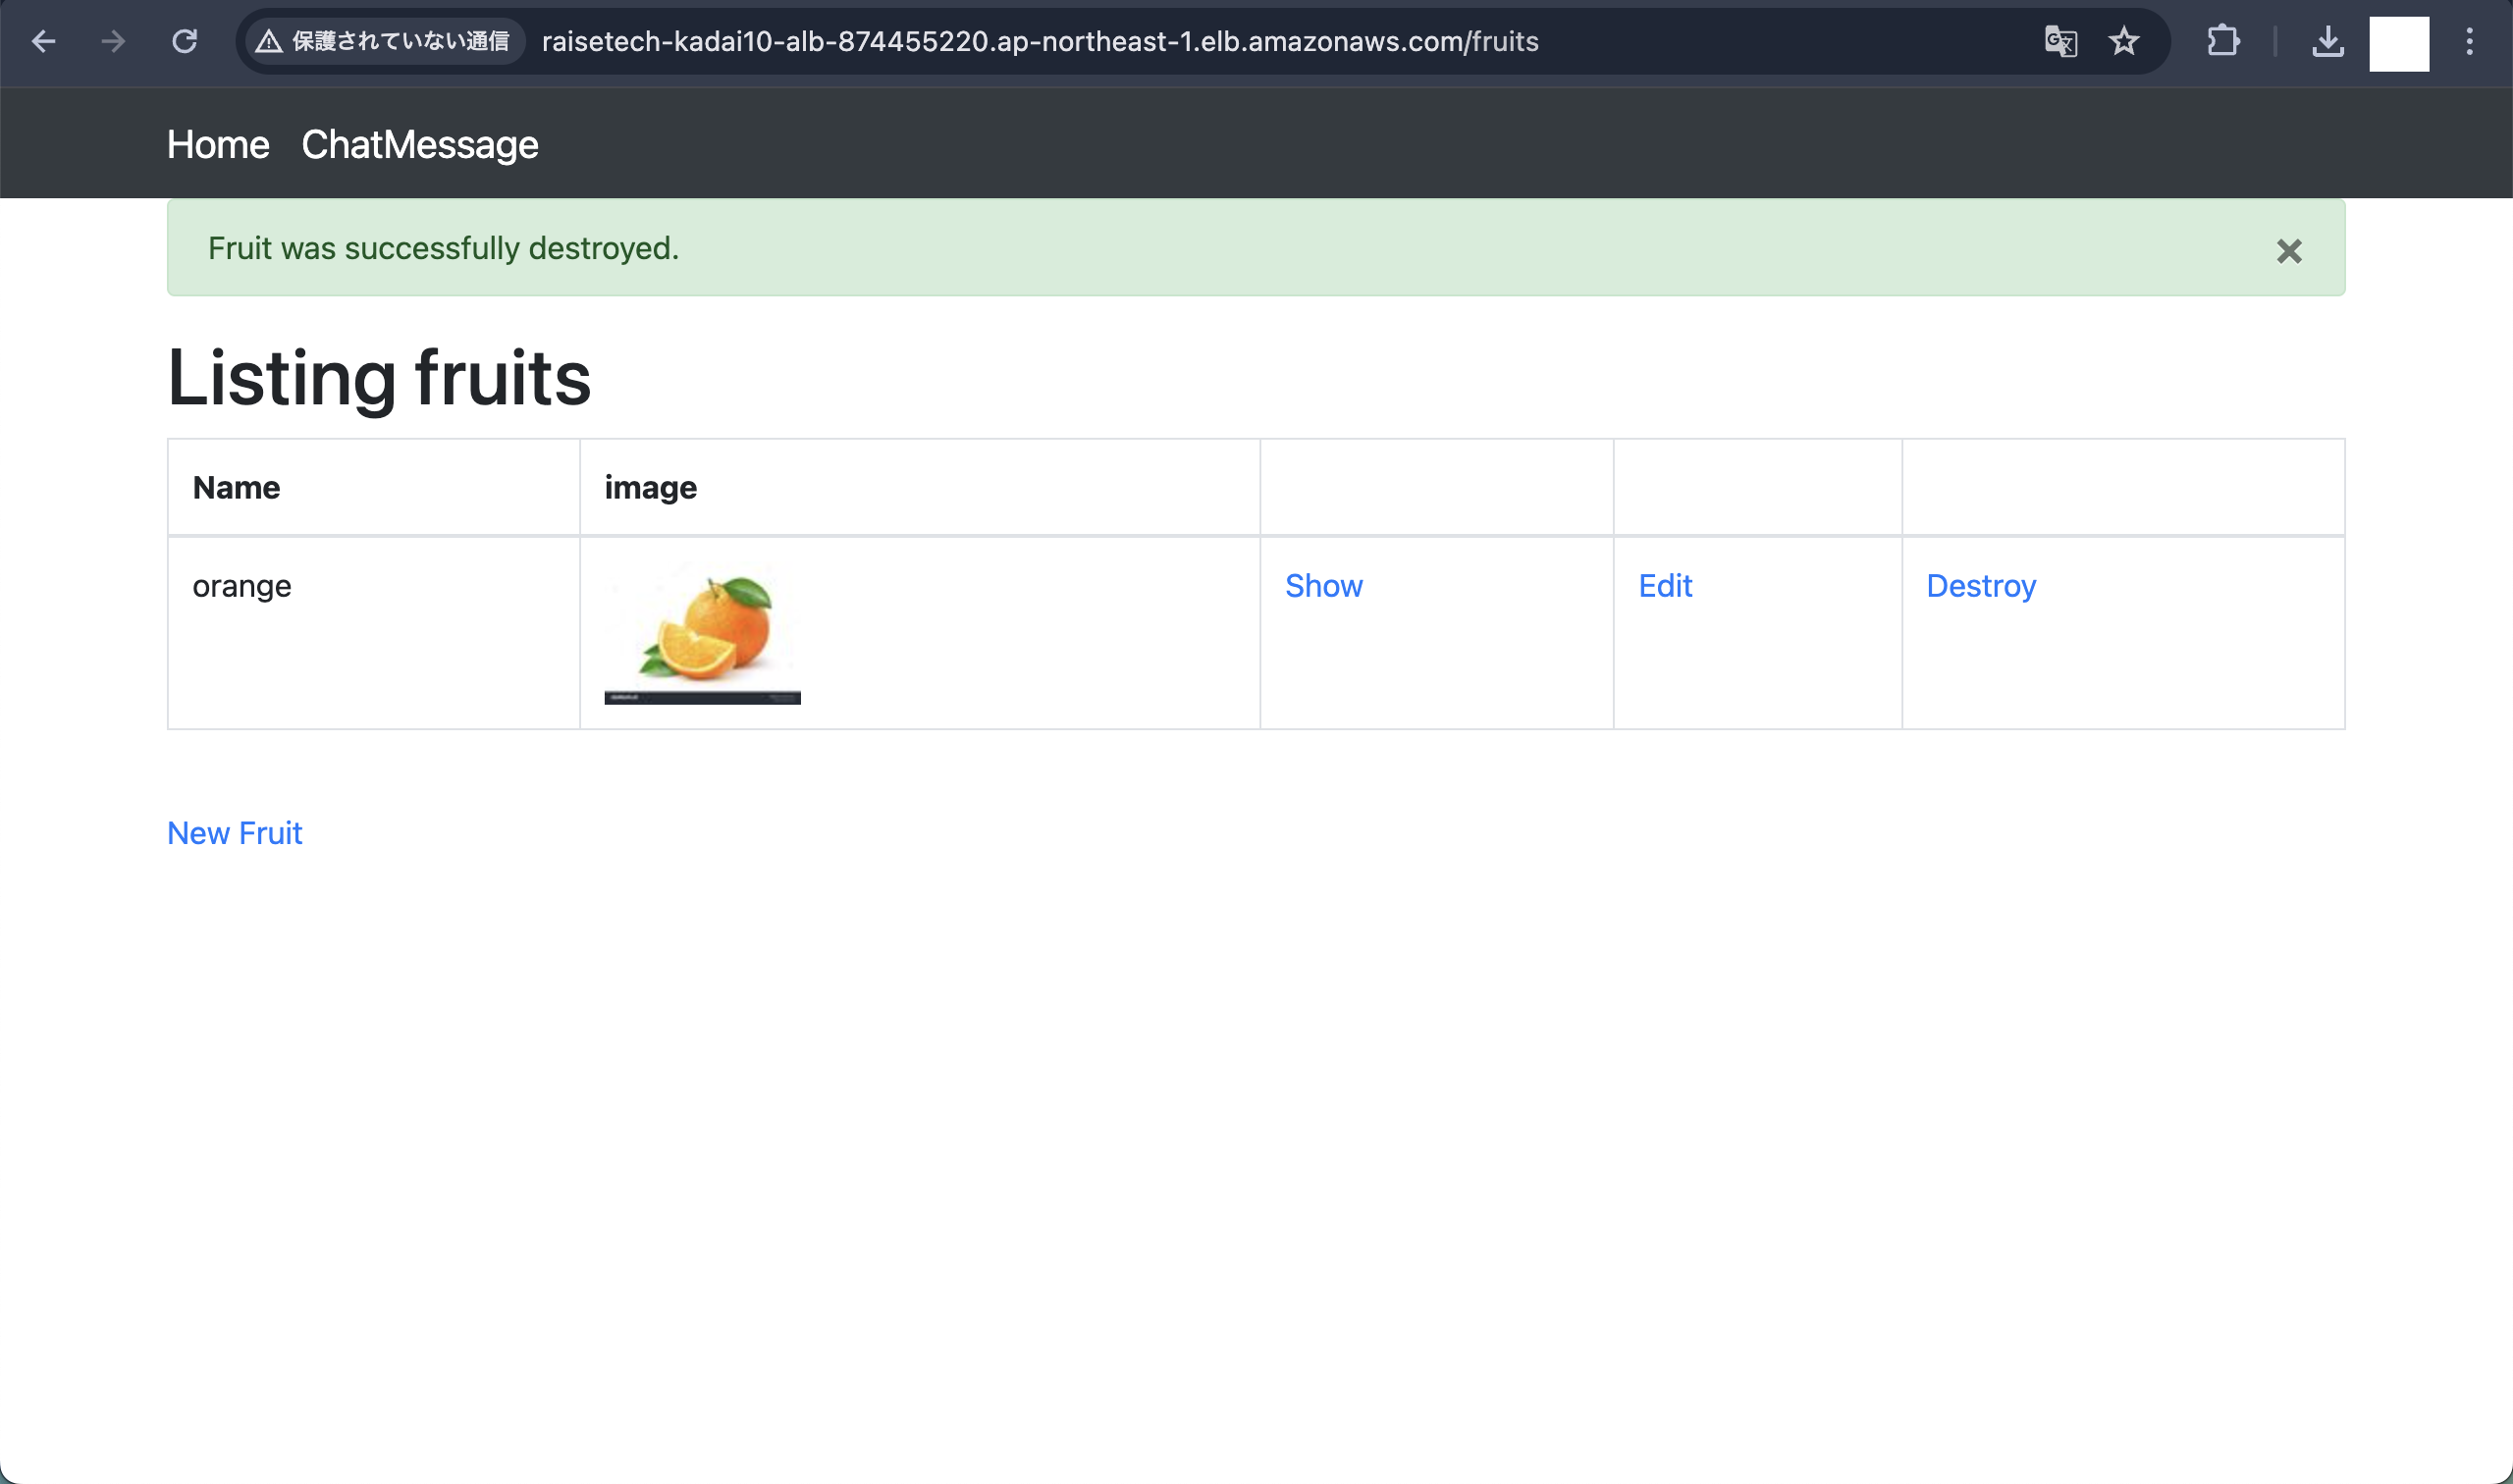 保護されていない通信 raisetech-kadai10-alb-874455220.ap-northeast-1.elb.amazonaws.com/fruits
Home ChatMessage
Fruit was successfully destroyed.
Listing fruits
Name image
orange Show Edit Destroy
New Fruit